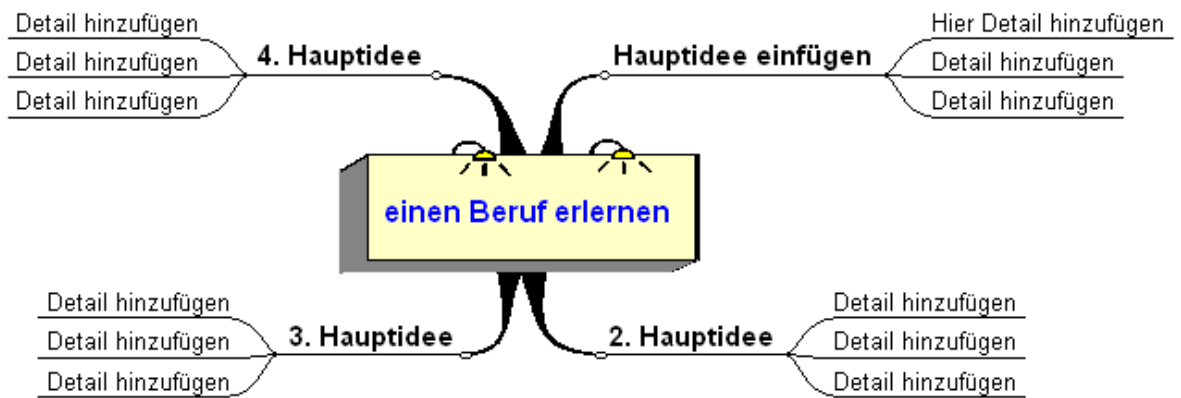 Detail hinzufügen
Detail hinzufügen
Detail hinzufügen
4. Hauptidee
Hauptidee einfügen
Hier Detail hinzufügen
Detail hinzufügen
Detail hinzufügen
einen Beruf erlernen
Detail hinzufügen
Detail hinzufügen
Detail hinzufügen
3. Hauptidee
2. Hauptidee
Detail hinzufügen
Detail hinzufügen
Detail hinzufügen